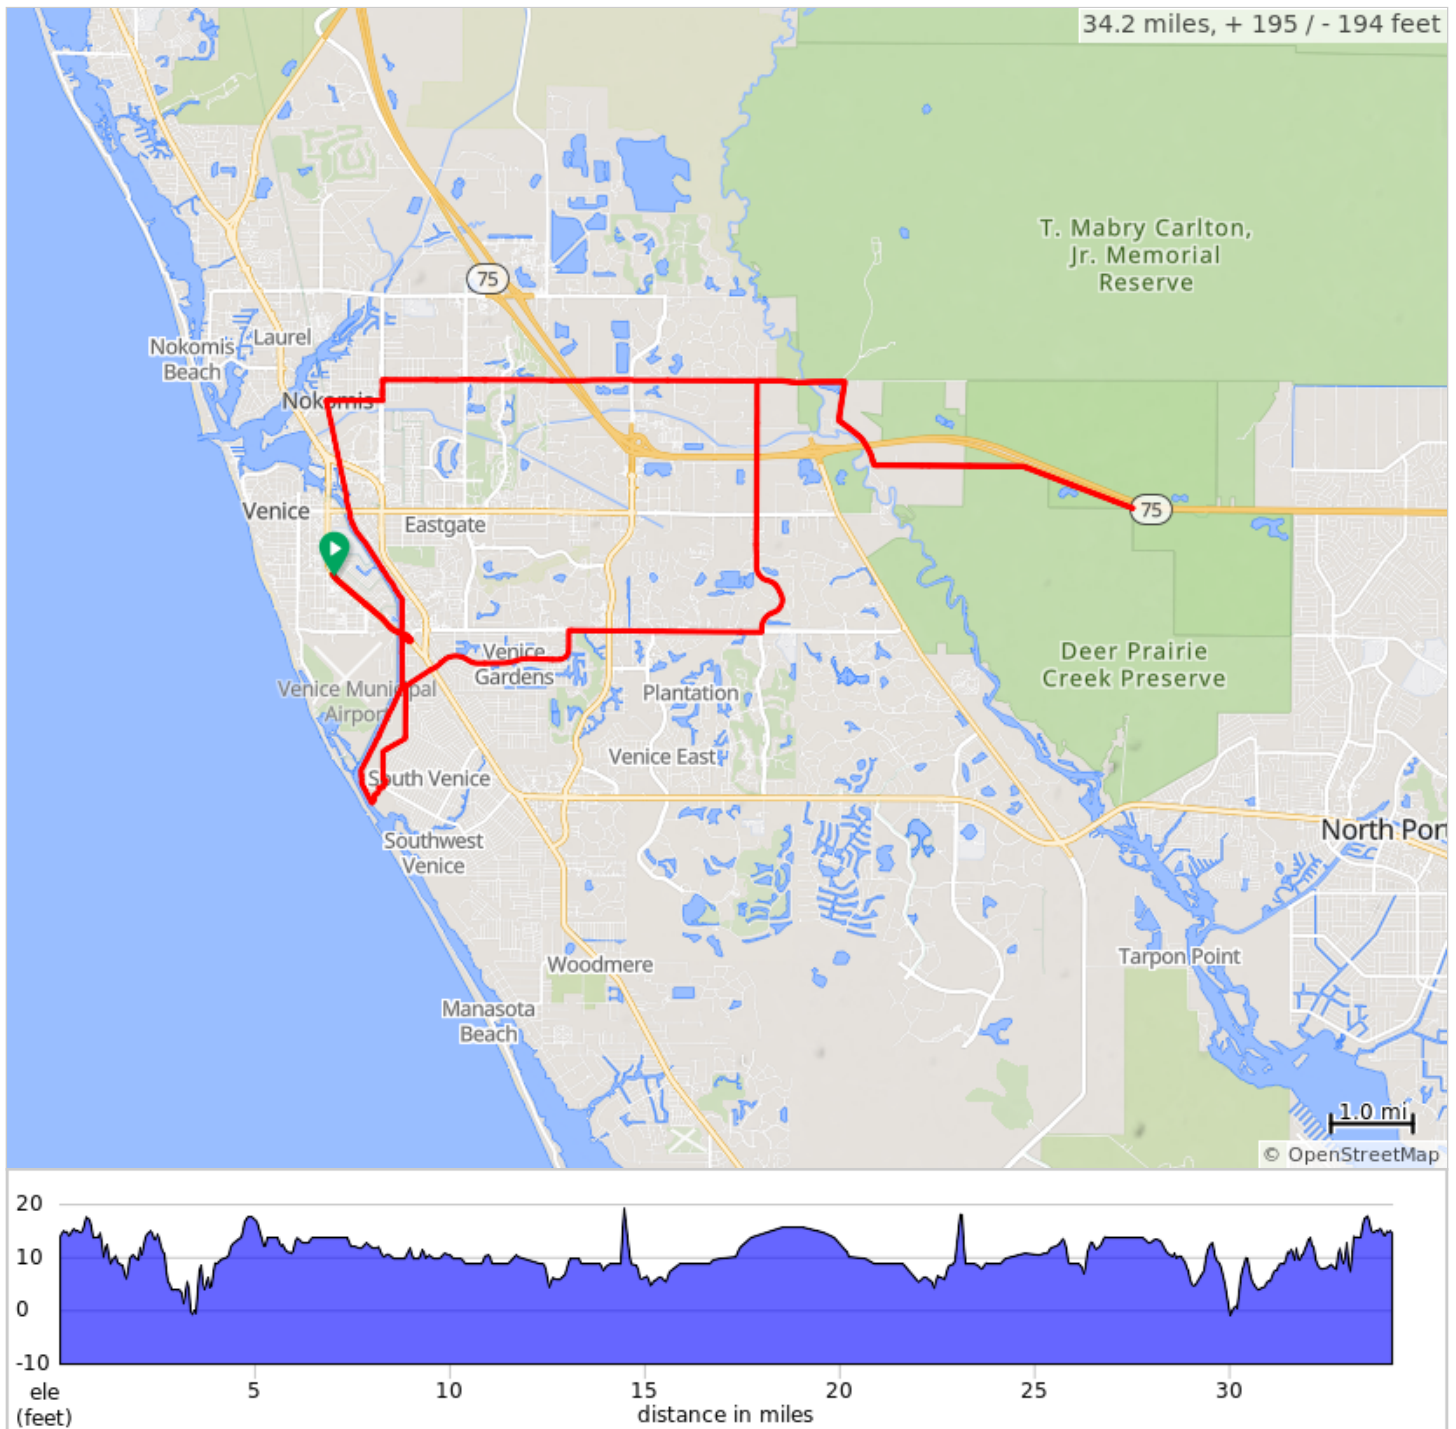 34.2 miles, + 195 / - 194 feet
T. Mabry Carlton,
Jr. Memorial
Reserve
75
Laurel
Nokomis
Beach
Nokomis
Venice
Eastgate
75
Venice
Gardens
Deer Prairie
Creek Preserve
Venice Municipal
Airport
Plantation
Venice East
South Venice
Southwest
Venice
North Port
Woodmere
Tarpon Point
Manasota
Beach
1.0 mi
© OpenStreetMap
20
10
0
-10
ele
(feet)
5
10
15
20
25
30
distance in miles